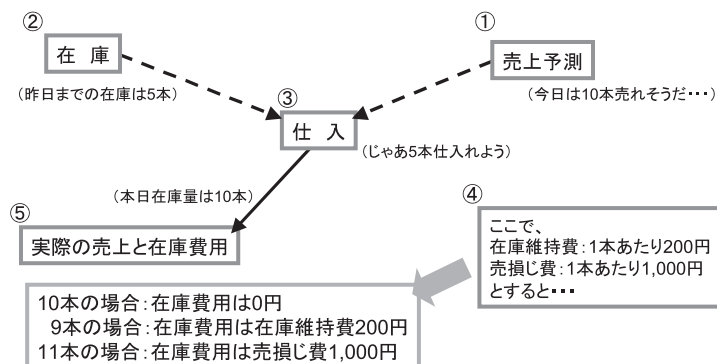 ②
在 庫
(昨日までの在庫は5本)
①
売上予測
(今日は10本売れそうだ・・・)
③
仕 入
(じゃあ5本仕入れよう)
(本日在庫量は10本)
⑤
実際の売上と在庫費用
④
ここで、
在庫維持費:1本あたり200円
売損じ費:1本あたり1,000円
とすると・・・
10本の場合:在庫費用は0円
9本の場合:在庫費用は在庫維持費200円
11本の場合:在庫費用は売損じ費1,000円